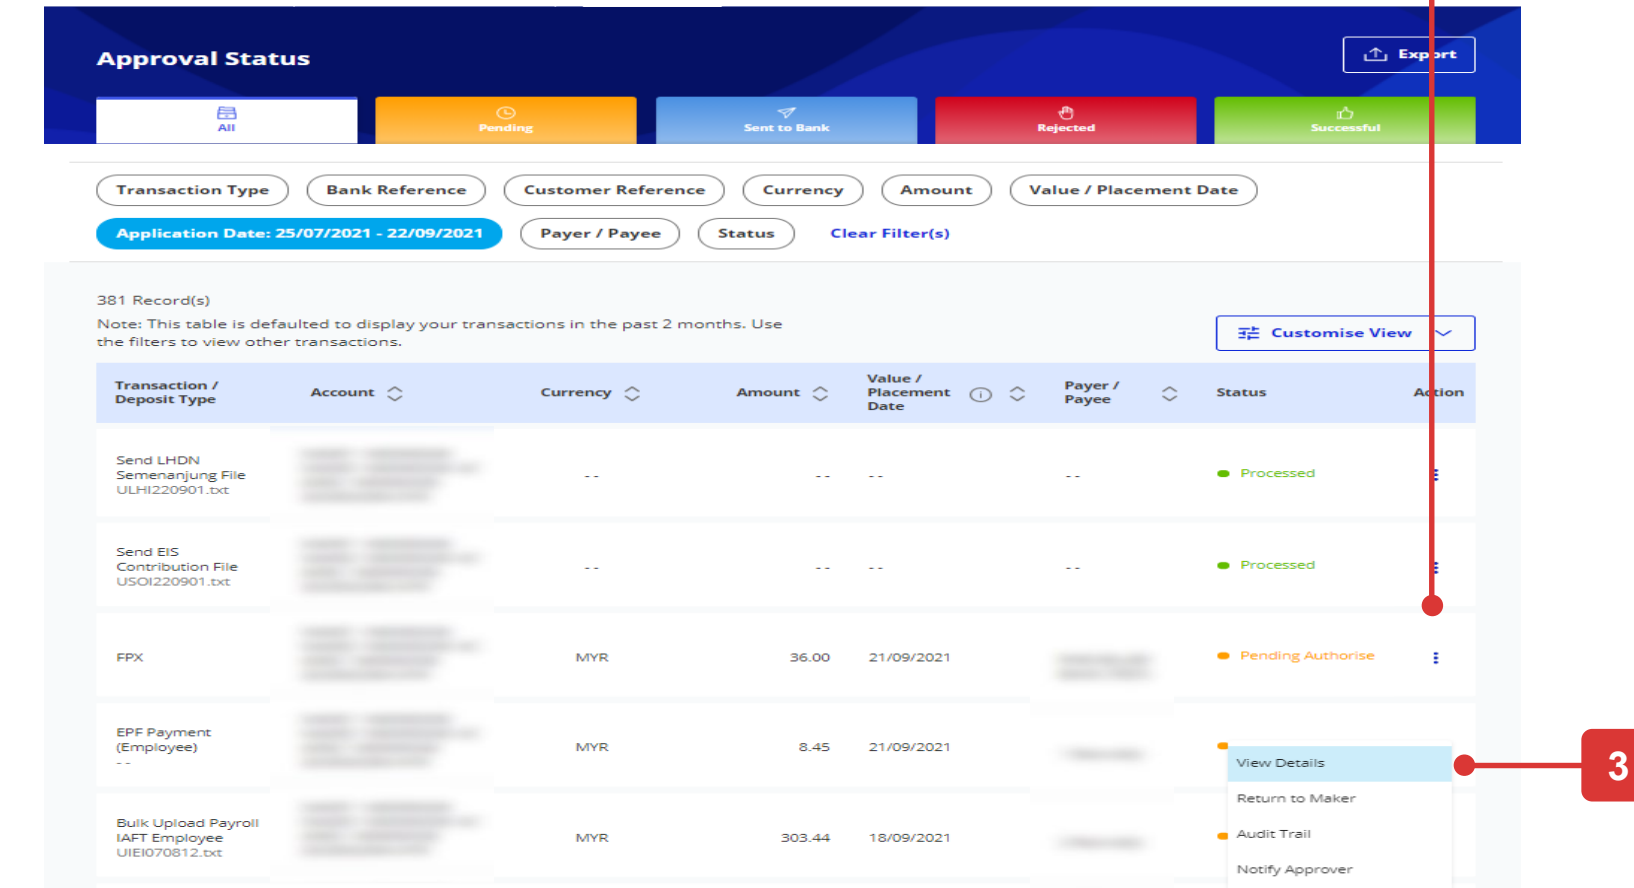 Approval Status
Export
All
Pending
Sent to Bank
Rejected
Successful
Transaction Type
Bank Reference
Customer Reference
Currency
Amount
Value / Placement Date
Application Date: 25/07/2021 - 22/09/2021
Payer / Payee
Status
Clear Filter(s)
381 Record(s)
Note: This table is defaulted to display your transactions in the past 2 months. Use
the filters to view other transactions.
Customise View
Transaction /
Deposit Type
Account
Currency
Amount
Value /
Placement
Date
Payer /
Payee
Status
Action
Send LHDN
Semenanjung File
ULHI220901.txt
- -
- -
- -
- -
Processed
Send EIS
Contribution File
USOI220901.txt
- -
- -
- -
- -
Processed
FPX
MYR
36.00
21/09/2021
Pending Authorise
EPF Payment
(Employee)
- -
MYR
8.45
21/09/2021
View Details
3
Return to Maker
Bulk Upload Payroll
IAFT Employee
UIEI070812.txt
MYR
303.44
18/09/2021
Audit Trail
Notify Approver